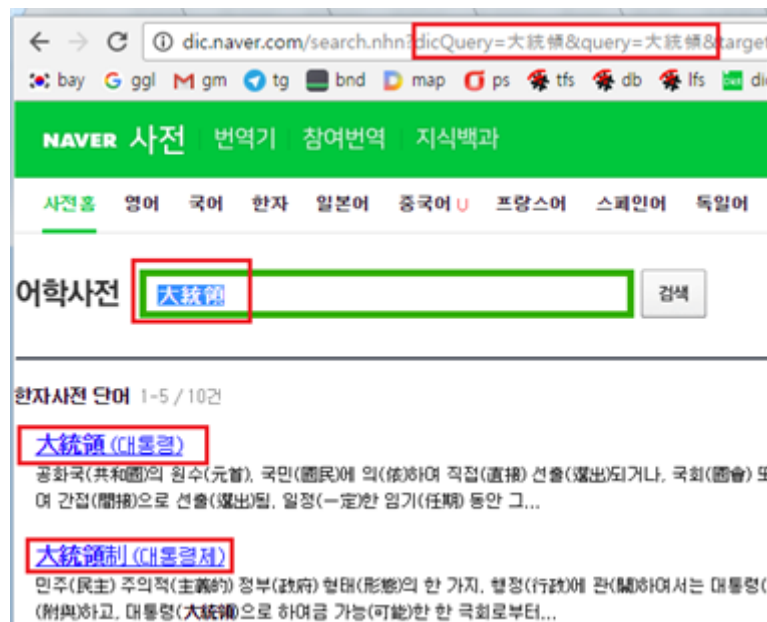 dic.naver.com/search.nhn?dicQuery=大統領&query=大統領&target
bay ggl gm tg bnd map ps tfs db lfs di
NAVER 사전 번역기 참여번역 지식백과
사전홈 영어 국어 한자 일본어 중국어 U 프랑스어 스페인어 독일어
어학사전 大統領 검색
한자사전 단어 1-5 / 10건
大統領 (대통령)
공화국(共和國)의 원수(元首), 국민(國民)에 의(依)하여 직접(直接) 선출(選出)되거나, 국회(國會) 또
여 간접(間接)으로 선출(選出)됨, 일정(一定)한 임기(任期) 동안 그...
大統領制 (대통령제)
민주(民主) 주의적(主義的) 정부(政府) 형태(形態)의 한 가지, 행정(行政)에 관(關)하여서는 대통령(
(附與)하고, 대통령(大統領)으로 하여금 가능(可能)한 한 국회로부터...